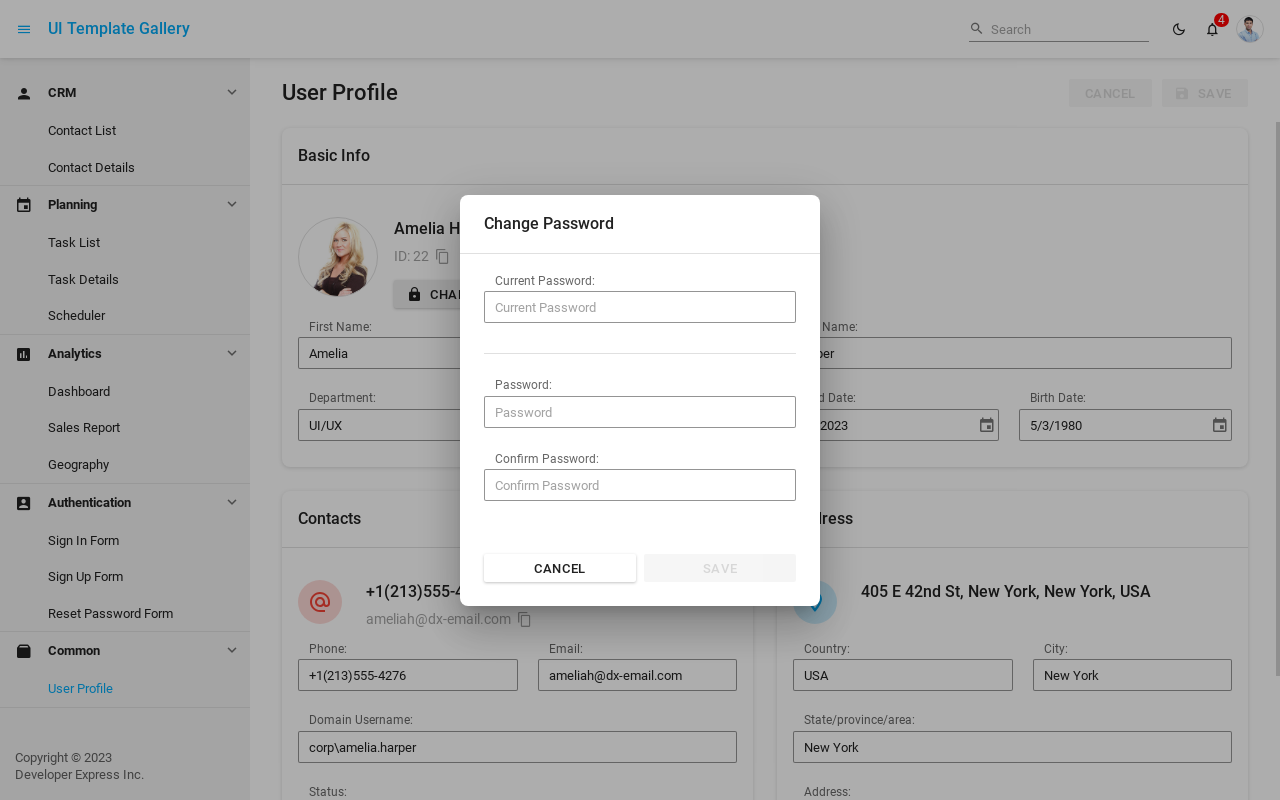 UI Template Gallery
Search
4
CRM
Contact List
Contact Details
Planning
Task List
Task Details
Scheduler
Analytics
Dashboard
Sales Report
Geography
Authentication
Sign In Form
Sign Up Form
Reset Password Form
Common
User Profile
Copyright © 2023
Developer Express Inc.
User Profile
CANCEL
SAVE
Basic Info
Amelia H
ID: 22
CHA
First Name:
Amelia
Name:
per
Department:
UI/UX
d Date:
2023
Birth Date:
5/3/1980
Change Password
Current Password:
Current Password
Password:
Password
Confirm Password:
Confirm Password
CANCEL
SAVE
Contacts
+1(213)555-4
ameliah@dx-email.com
Phone:
+1(213)555-4276
Email:
ameliah@dx-email.com
Domain Username:
corp\amelia.harper
Status:
dress
405 E 42nd St, New York, New York, USA
Country:
USA
City:
New York
State/province/area:
New York
Address: